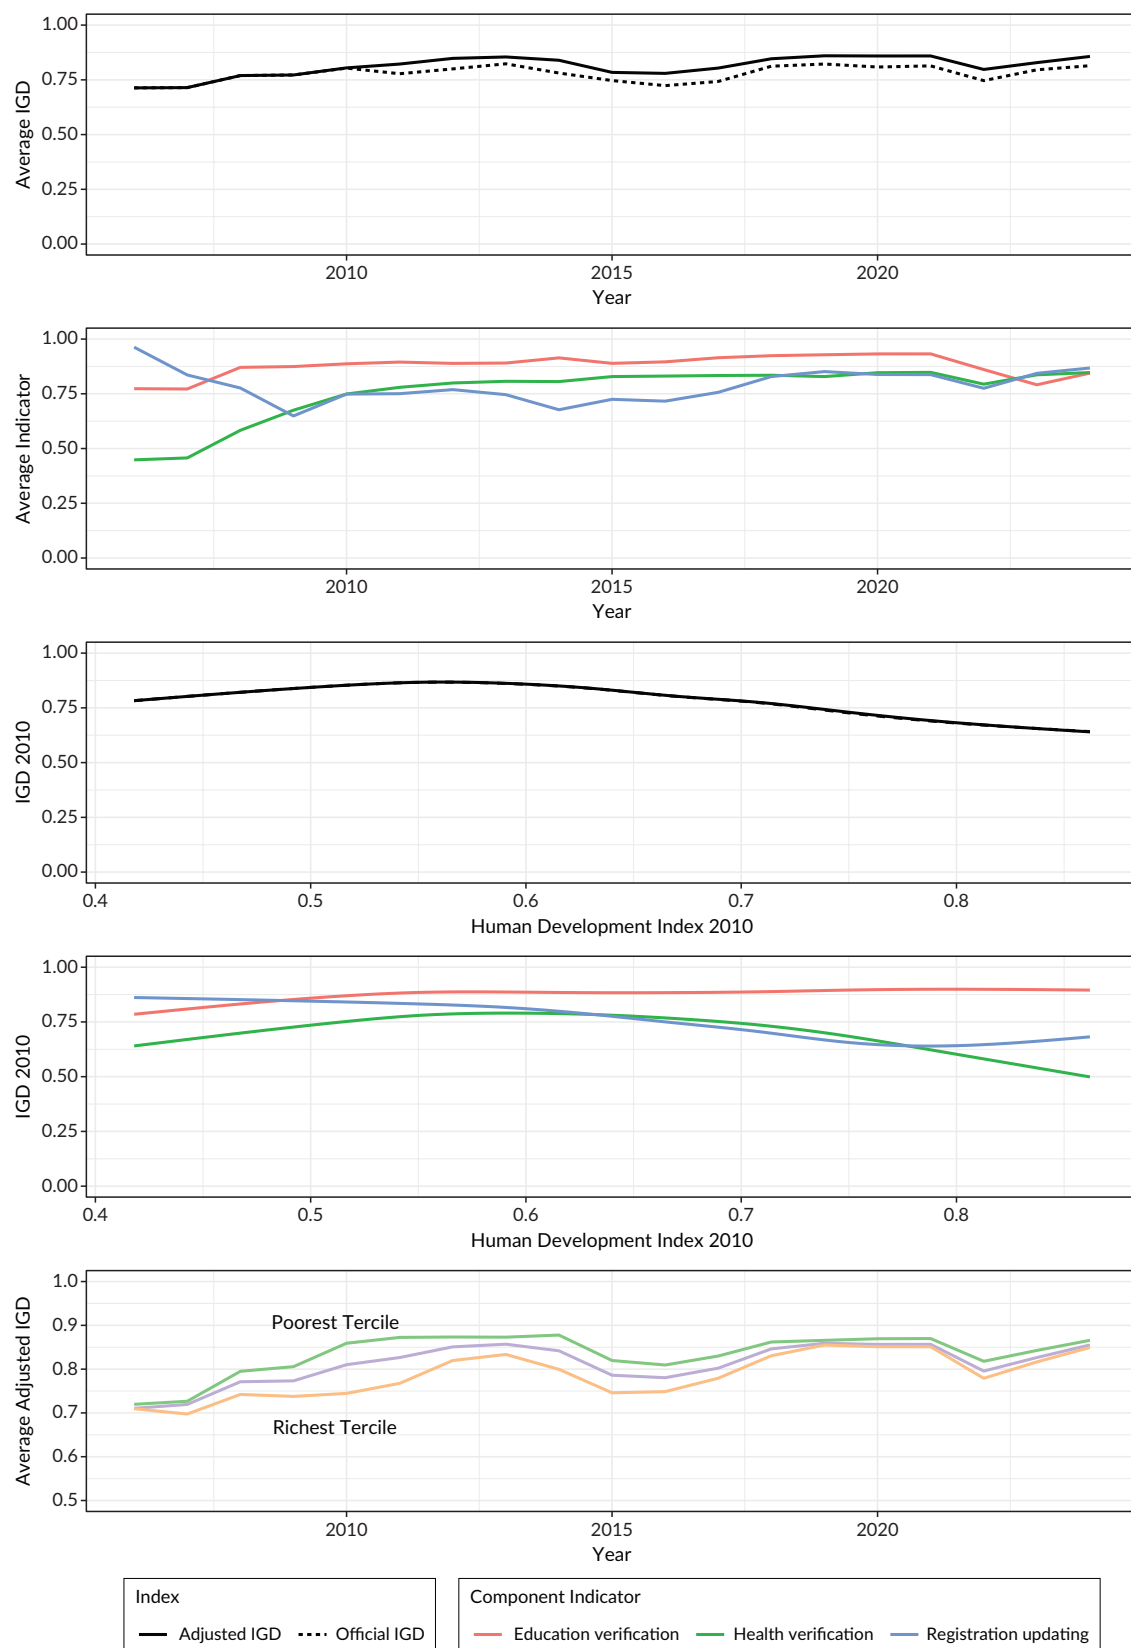 1.00
0.75
0.50
0.25
0.00
Average IGD
2010 2015 2020
Year
1.00
0.75
0.50
0.25
0.00
Average Indicator
2010 2015 2020
Year
1.00
0.75
0.50
0.25
0.00
IGD 2010
0.4 0.5 0.6 0.7 0.8
Human Development Index 2010
1.00
0.75
0.50
0.25
0.00
IGD 2010
0.4 0.5 0.6 0.7 0.8
Human Development Index 2010
1.0
0.9
0.8
0.7
0.6
0.5
Average Adjusted IGD
Poorest Tercile
Richest Tercile
2010 2015 2020
Year
Index
Adjusted IGD Official IGD
Component Indicator
Education verification Health verification Registration updating